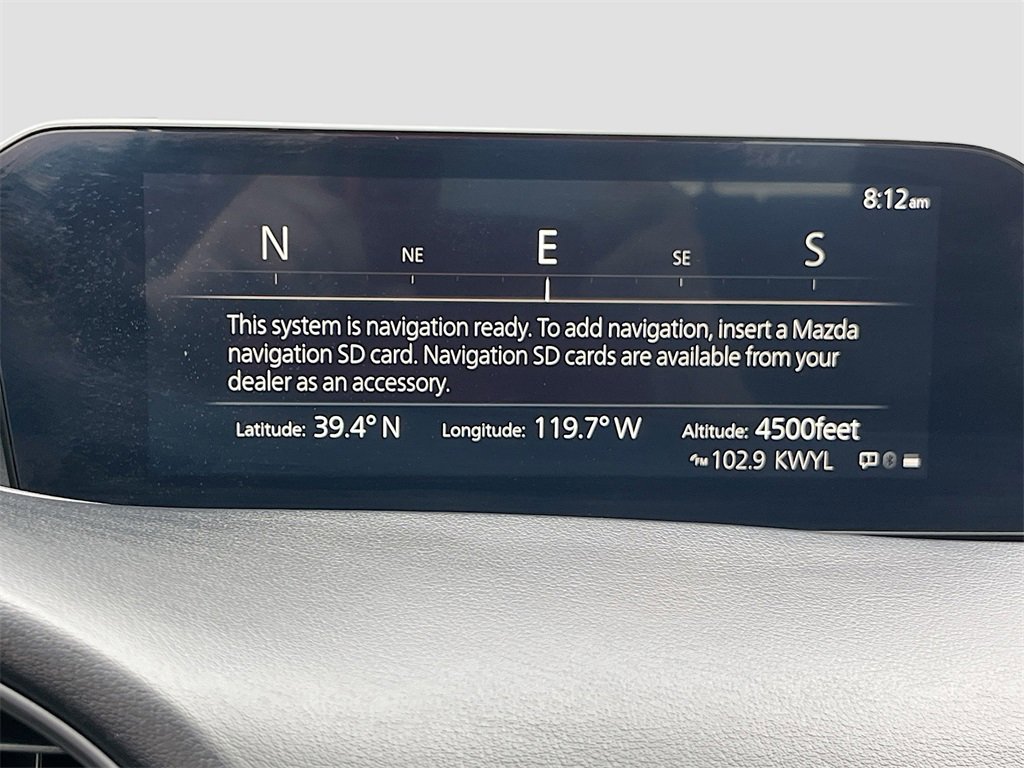 8:12am
N NE E SE S
This system is navigation ready. To add navigation, insert a Mazda
navigation SD card. Navigation SD cards are available from your
dealer as an accessory.
Latitude: 39.4° N Longitude: 119.7° W Altitude: 4500feet
FM 102.9 KWYL